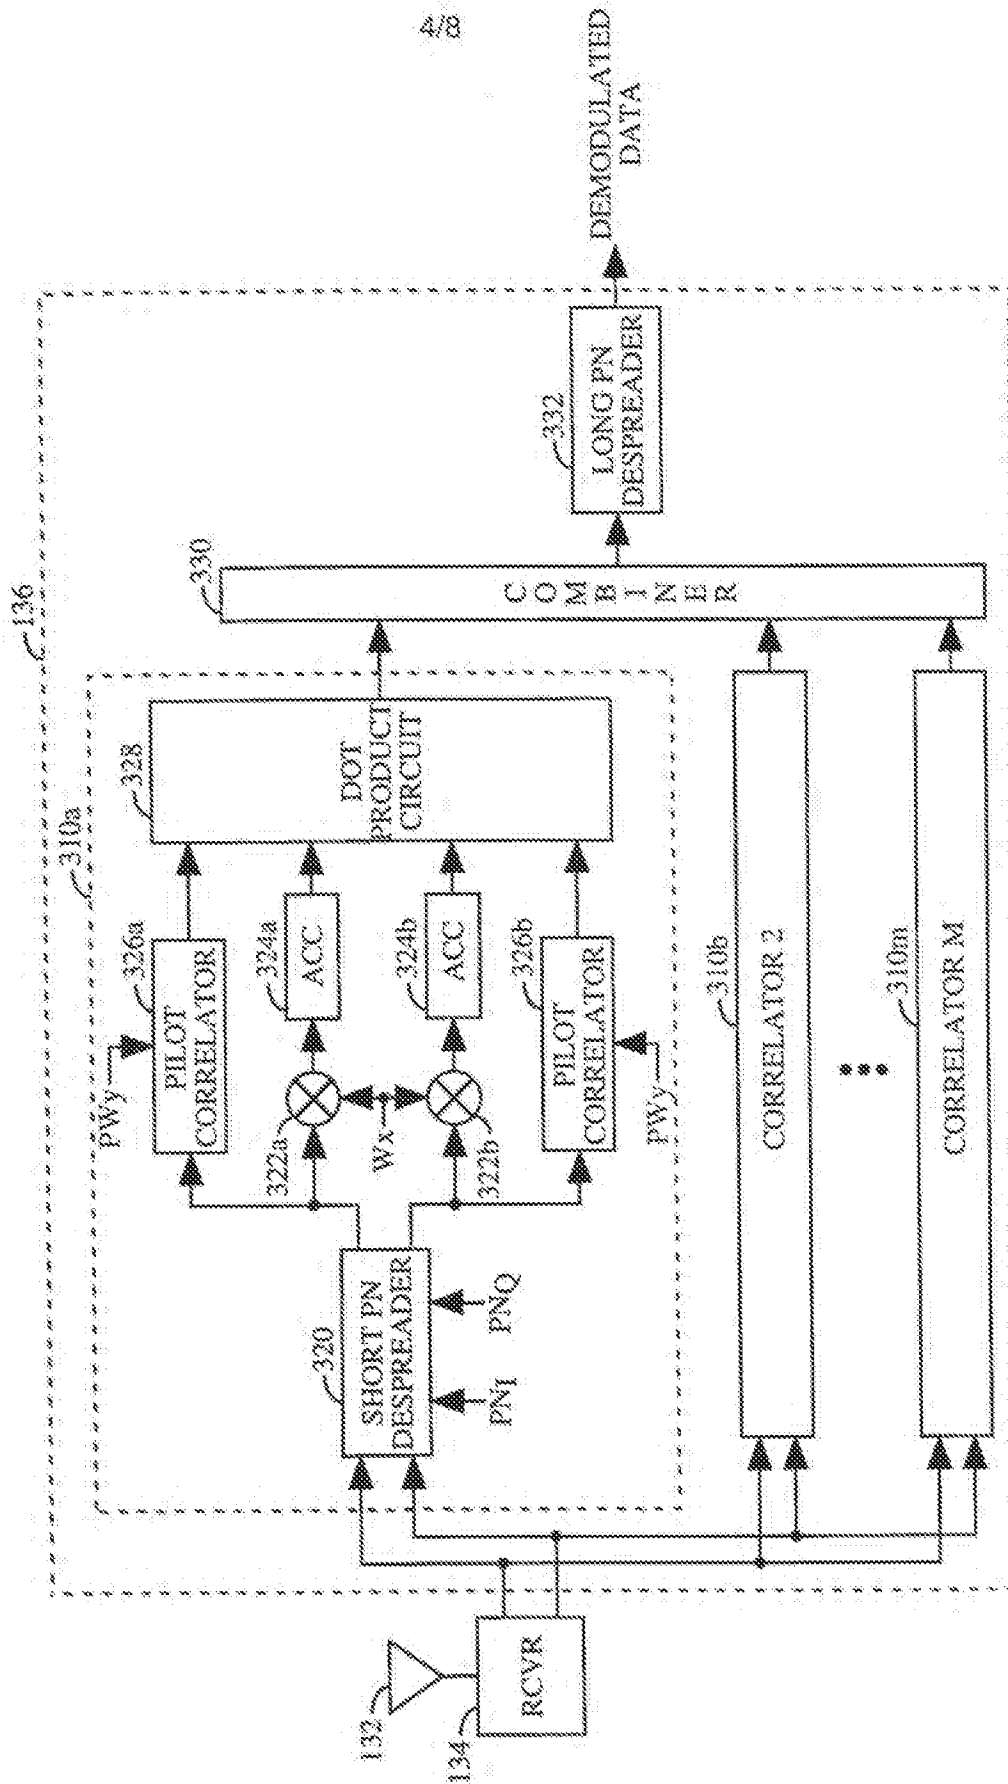 4/8
136
310a
PWy
326a
PILOT
CORRELATOR
324a
ACC
322a
Wx
322b
324b
ACC
326b
PILOT
CORRELATOR
PWy
328
DOT
PRODUCT
CIRCUIT
320
SHORT PN
DESPREADER
PNI
PNQ
330
COMBINER
332
LONG PN
DESPREADER
DEMODULATED
DATA
132
134
RCVR
310b
CORRELATOR 2
310m
CORRELATOR M